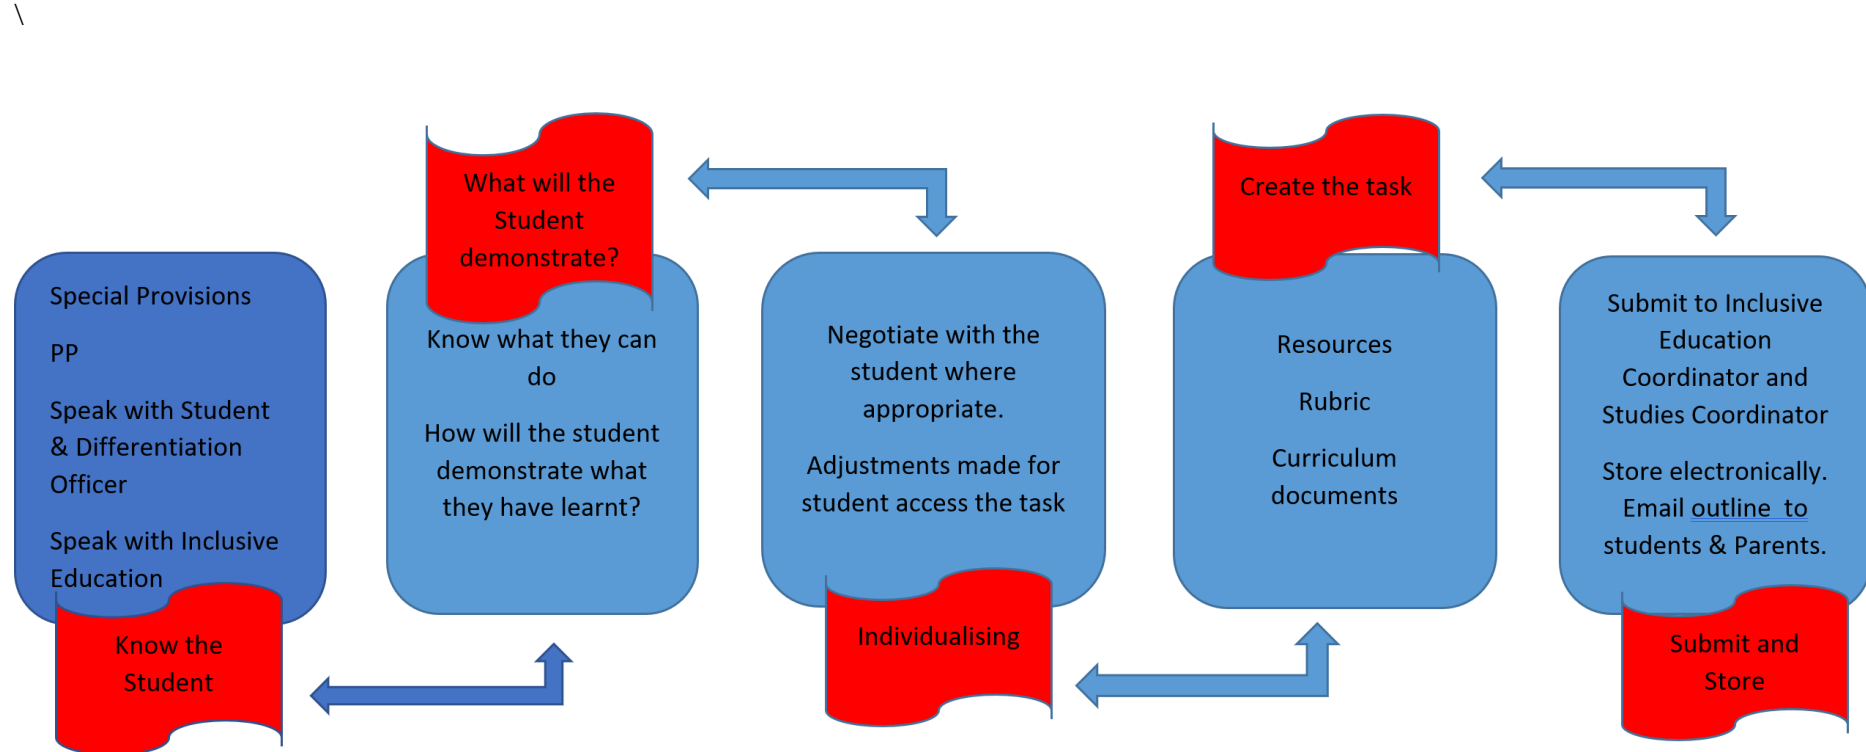 \
Special Provisions
PP
Speak with Student
& Differentiation
Officer
Speak with Inclusive
Education
Know the
Student
What will the
Student
demonstrate?
Know what they can
do
How will the student
demonstrate what
they have learnt?
Negotiate with the
student where
appropriate.
Adjustments made for
student access the task
Individualising
Create the task
Resources
Rubric
Curriculum
documents
Submit to Inclusive
Education
Coordinator and
Studies Coordinator
Store electronically.
Email outline  to
students & Parents.
Submit and
Store